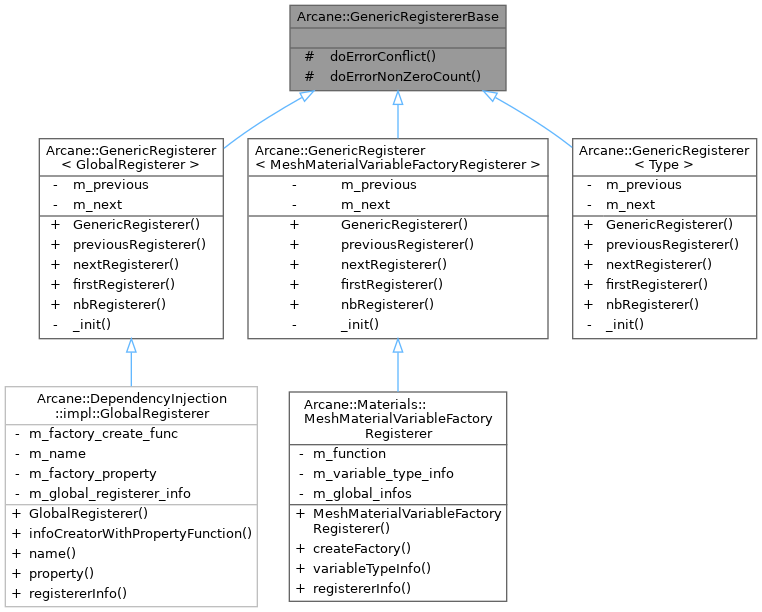 Arcane::GenericRegistererBase
# doErrorConflict()
# doErrorNonZeroCount()
Arcane::GenericRegisterer
< GlobalRegisterer >
- m_previous
- m_next
+ GenericRegisterer()
+ previousRegisterer()
+ nextRegisterer()
+ firstRegisterer()
+ nbRegisterer()
- _init()
Arcane::GenericRegisterer
< MeshMaterialVariableFactoryRegisterer >
- m_previous
- m_next
+ GenericRegisterer()
+ previousRegisterer()
+ nextRegisterer()
+ firstRegisterer()
+ nbRegisterer()
- _init()
Arcane::GenericRegisterer
< Type >
- m_previous
- m_next
+ GenericRegisterer()
+ previousRegisterer()
+ nextRegisterer()
+ firstRegisterer()
+ nbRegisterer()
- _init()
Arcane::DependencyInjection
::impl::GlobalRegisterer
- m_factory_create_func
- m_name
- m_factory_property
- m_global_registerer_info
+ GlobalRegisterer()
+ infoCreatorWithPropertyFunction()
+ name()
+ property()
+ registererInfo()
Arcane::Materials::
MeshMaterialVariableFactory
Registerer
- m_function
- m_variable_type_info
- m_global_infos
+ MeshMaterialVariableFactory
Registerer()
+ createFactory()
+ variableTypeInfo()
+ registererInfo()